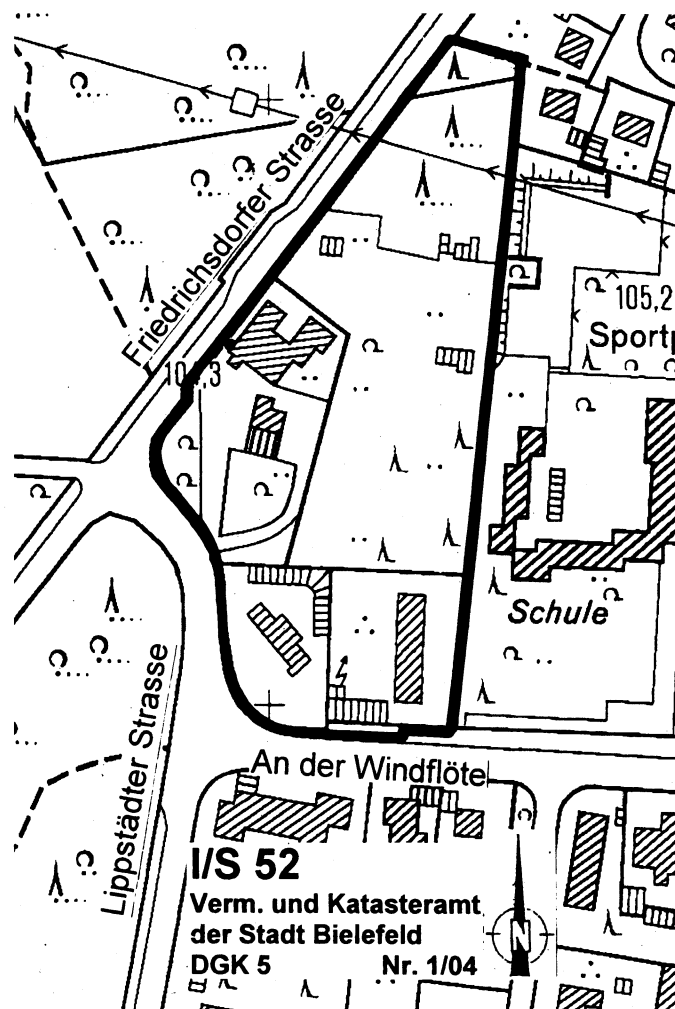 Friedrichsdorfer Strasse
105,2
Schule
Lippstädter Strasse
An der Windflöte
I/S 52
Verm. und Katasteramt
der Stadt Bielefeld
DGK 5 Nr. 1/04
N